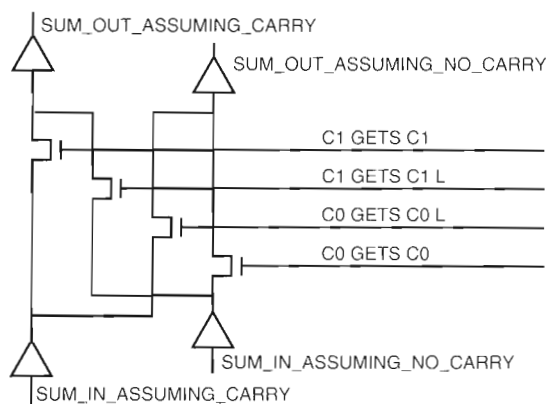 SUM_OUT_ASSUMING_CARRY
SUM_OUT_ASSUMING_NO_CARRY
C1 GETS C1
C1 GETS C1 L
C0 GETS C0 L
C0 GETS C0
SUM_IN_ASSUMING_NO_CARRY
SUM_IN_ASSUMING_CARRY